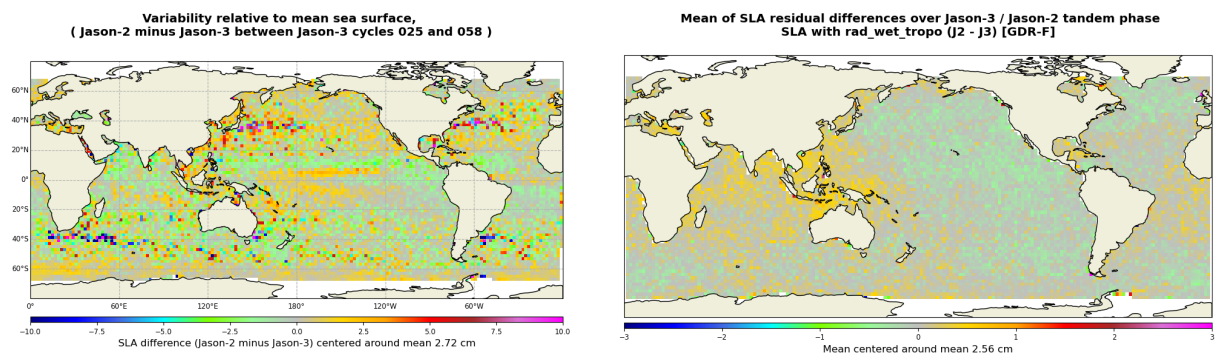 Variability relative to mean sea surface,
( Jason-2 minus Jason-3 between Jason-3 cycles 025 and 058 )
60°N
40°N
20°N
0°
20°S
40°S
60°S
0° 60°E 120°E 180° 120°W 60°W
−10.0 −7.5 −5.0 −2.5 0.0 2.5 5.0 7.5 10.0
SLA difference (Jason-2 minus Jason-3) centered around mean 2.72 cm
Mean of SLA residual differences over Jason-3 / Jason-2 tandem phase
SLA with rad_wet_tropo (J2 - J3) [GDR-F]
−3 −2 −1 0 1 2 3
Mean centered around mean 2.56 cm